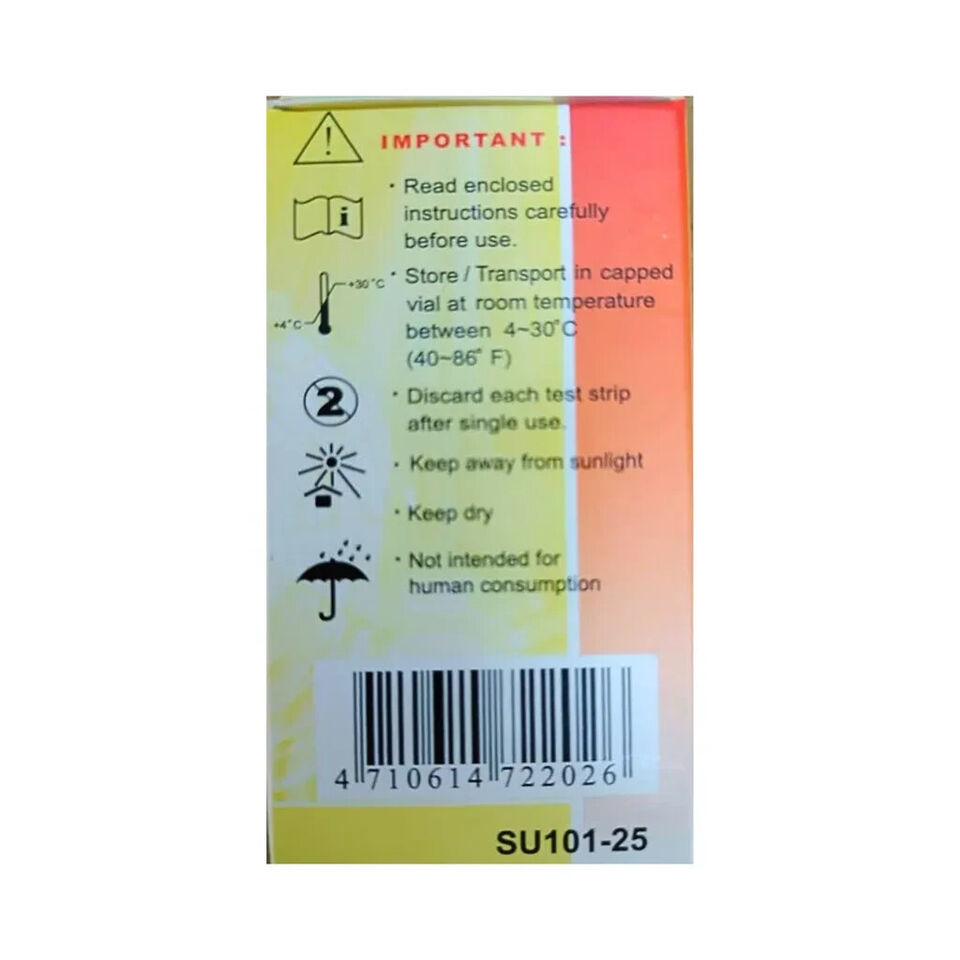 IMPORTANT :
· Read enclosed
instructions carefully
before use.
+30°C
+4°C
· Store / Transport in capped
vial at room temperature
between 4~30°C
(40~86° F)
2
· Discard each test strip
after single use.
· Keep away from sunlight
· Keep dry
· Not intended for
human consumption
4 710614 722026
SU101-25